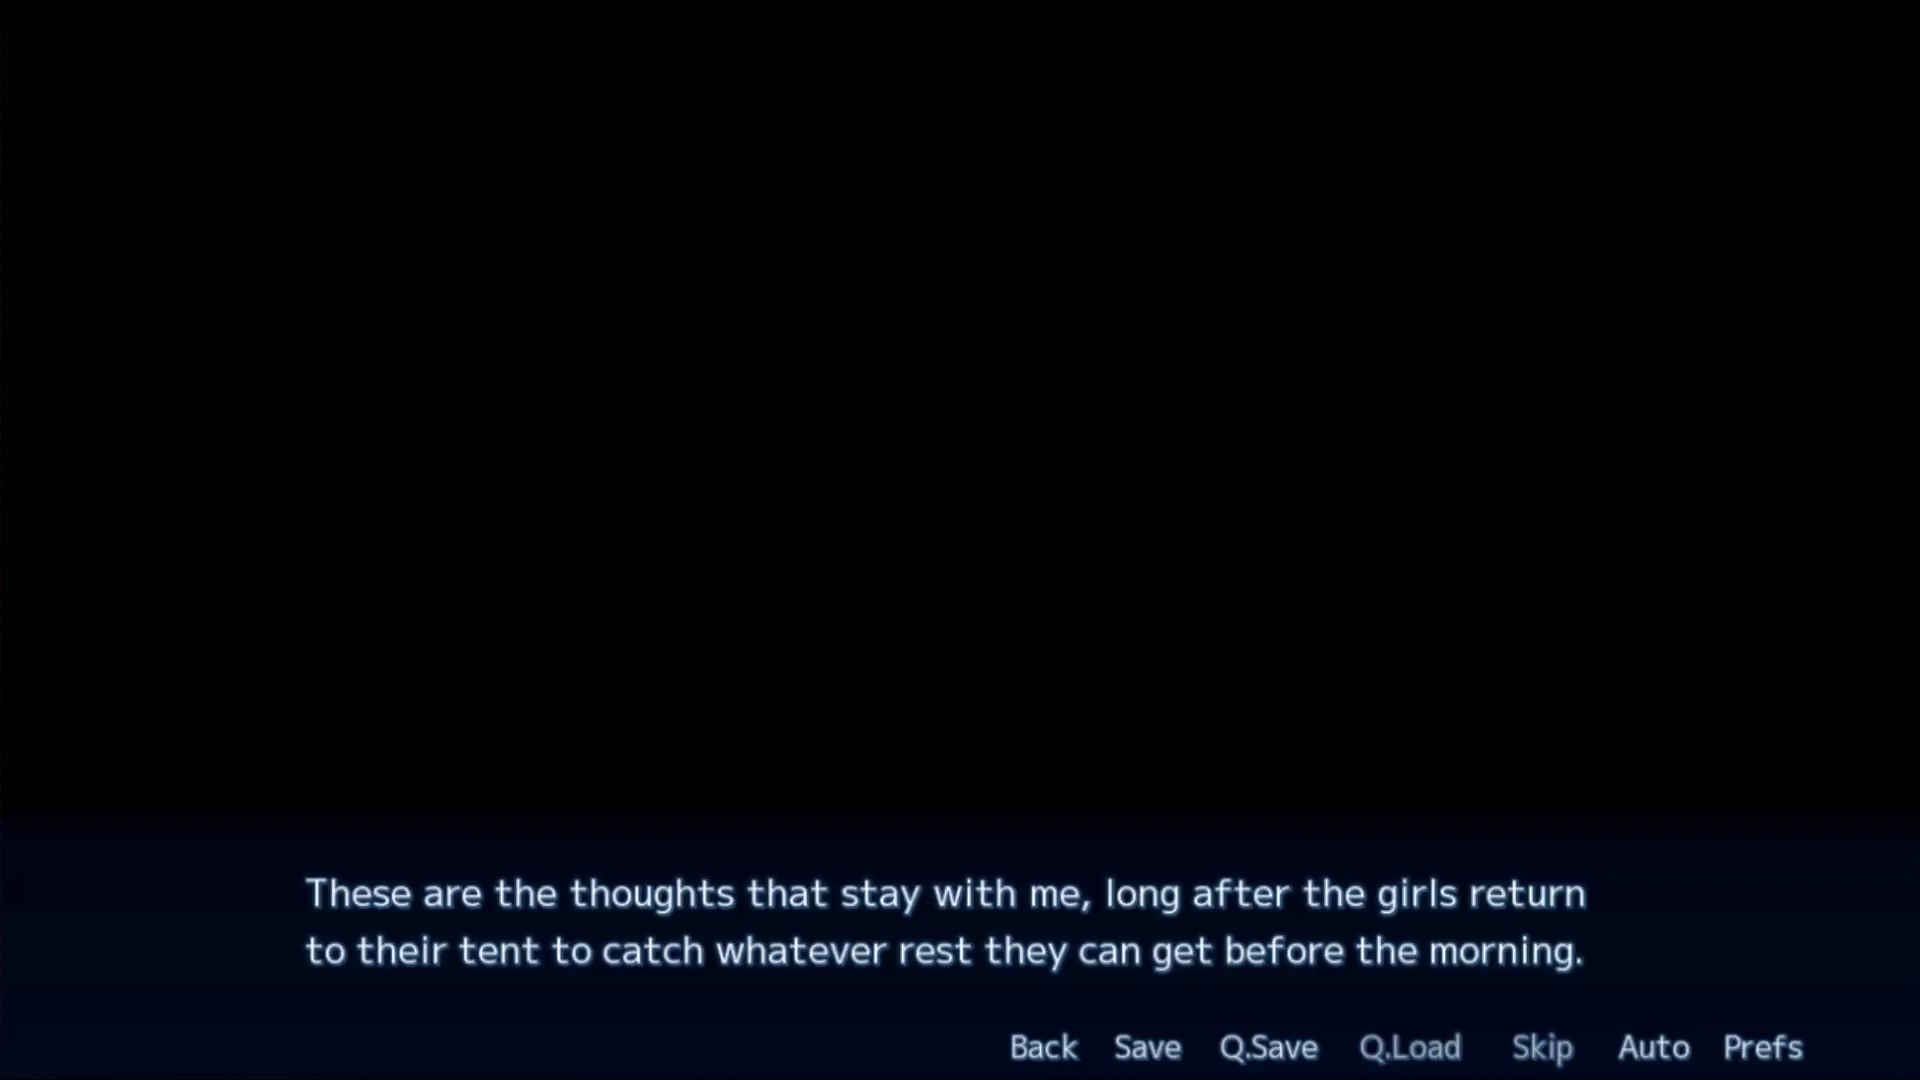 These are the thoughts that stay with me, long after the girls return
to their tent to catch whatever rest they can get before the morning.
Back Save Q.Save Q.Load Skip Auto Prefs